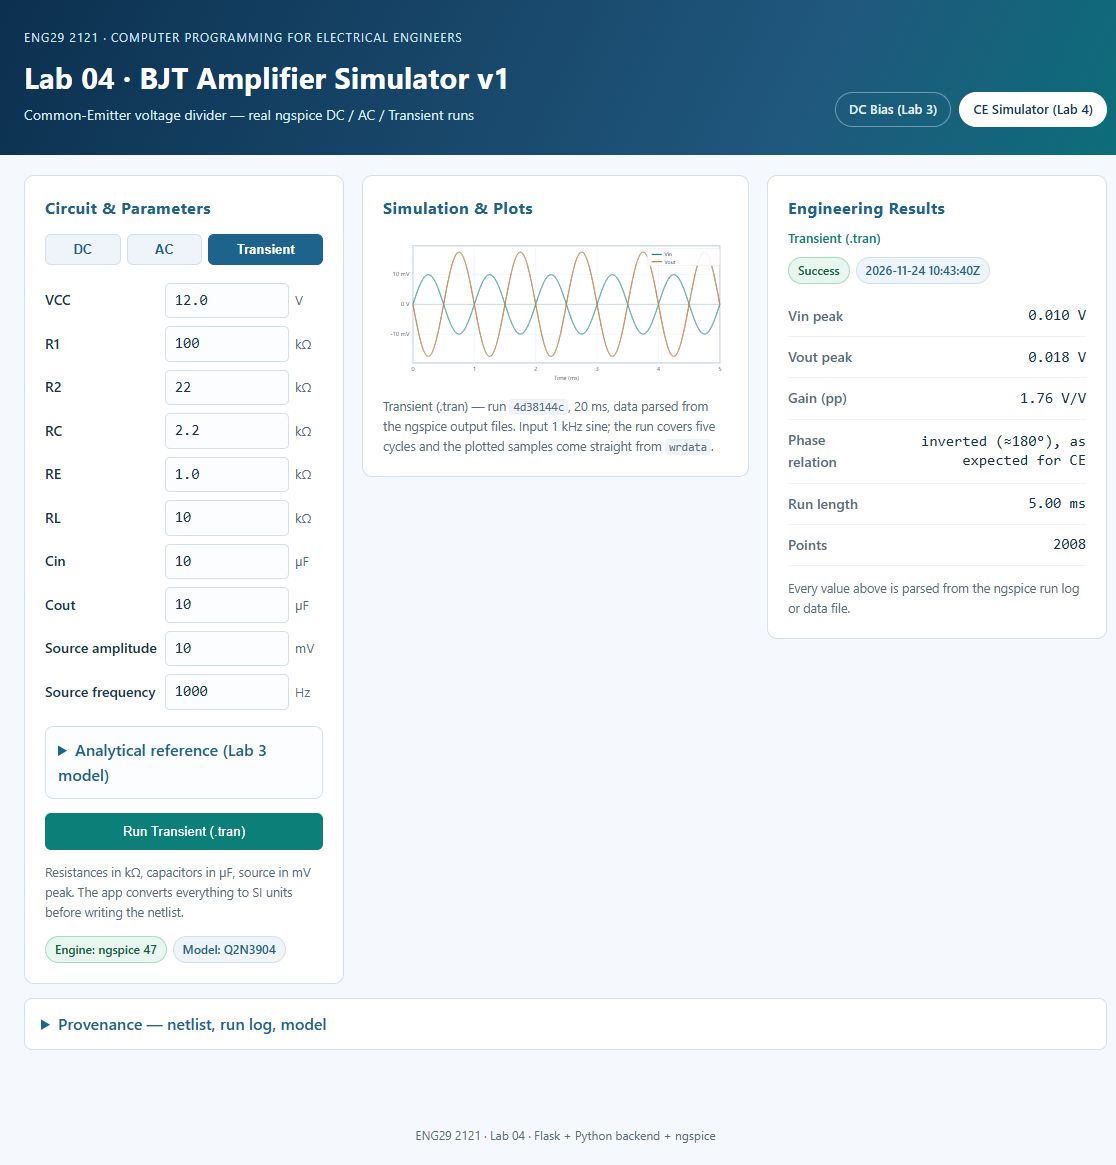 ENG29 2121 · COMPUTER PROGRAMMING FOR ELECTRICAL ENGINEERS
Lab 04 · BJT Amplifier Simulator v1
Common-Emitter voltage divider — real ngspice DC / AC / Transient runs
DC Bias (Lab 3)
CE Simulator (Lab 4)
Circuit & Parameters
DC
AC
Transient
VCC 12.0 V
R1 100 kΩ
R2 22 kΩ
RC 2.2 kΩ
RE 1.0 kΩ
RL 10 kΩ
Cin 10 µF
Cout 10 µF
Source amplitude 10 mV
Source frequency 1000 Hz
▶ Analytical reference (Lab 3
model)
Run Transient (.tran)
Resistances in kΩ, capacitors in µF, source in mV
peak. The app converts everything to SI units
before writing the netlist.
Engine: ngspice 47
Model: Q2N3904
Simulation & Plots
Vin
Vout
10 mV
0 V
-10 mV
0 1 2 3 4 5
Time (ms)
Transient (.tran) — run 4d38144c, 20 ms, data parsed from
the ngspice output files. Input 1 kHz sine; the run covers five
cycles and the plotted samples come straight from wrdata.
Engineering Results
Transient (.tran)
Success
2026-11-24 10:43:40Z
Vin peak 0.010 V
Vout peak 0.018 V
Gain (pp) 1.76 V/V
Phase relation inverted (≈180°), as
expected for CE
Run length 5.00 ms
Points 2008
Every value above is parsed from the ngspice run log
or data file.
▶ Provenance — netlist, run log, model
ENG29 2121 · Lab 04 · Flask + Python backend + ngspice